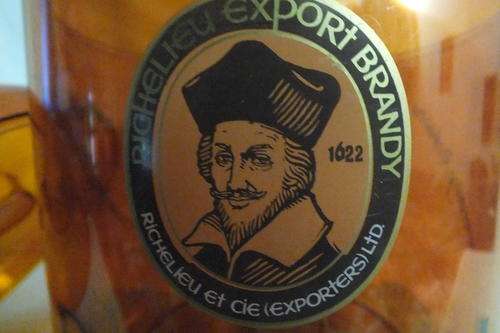 RICHELIEU EXPORT BRANDY
1622
RICHELIEU ET CIE (EXPORTERS) LTD.